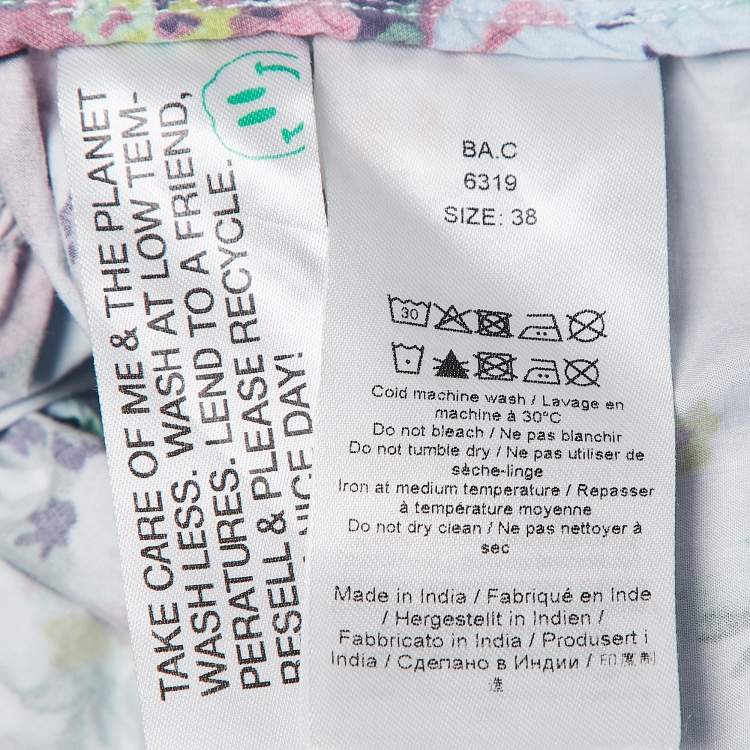 TAKE CARE OF ME & THE PLANET
WASH LESS. WASH AT LOW TEM-
PERATURES. LEND TO A FRIEND,
RESELL & PLEASE RECYCLE.
NICE DAY!
BA.C
6319
SIZE: 38
30
Cold machine wash / Lavage en
machine à 30°C
Do not bleach / Ne pas blanchir
Do not tumble dry / Ne pas utiliser de
sèche-linge
Iron at medium temperature / Repasser
à température moyenne
Do not dry clean / Ne pas nettoyer à
sec
Made in India / Fabriqué en Inde
/ Hergestellt in Indien /
Fabbricato in India / Produsert i
India / Сделано в Индии / 印度制
造